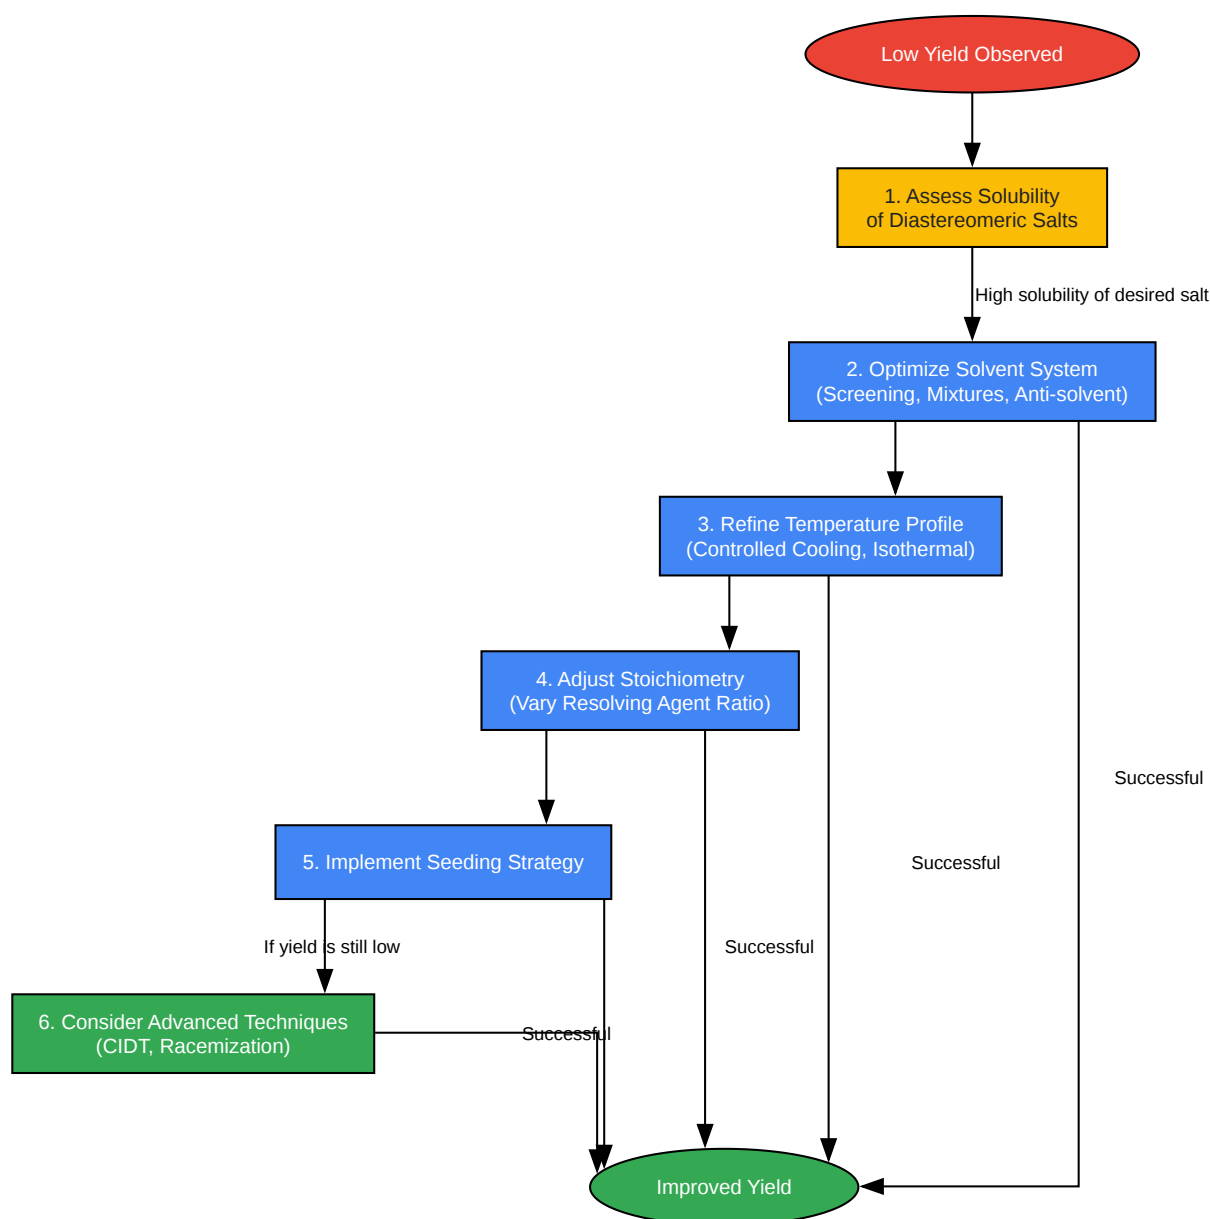 Low Yield Observed
1. Assess Solubility
of Diastereomeric Salts
High solubility of desired salt
2. Optimize Solvent System
(Screening, Mixtures, Anti-solvent)
3. Refine Temperature Profile
(Controlled Cooling, Isothermal)
4. Adjust Stoichiometry
(Vary Resolving Agent Ratio)
Successful
5. Implement Seeding Strategy
Successful
If yield is still low
Successful
6. Consider Advanced Techniques
(CIDT, Racemization)
Successful
Improved Yield